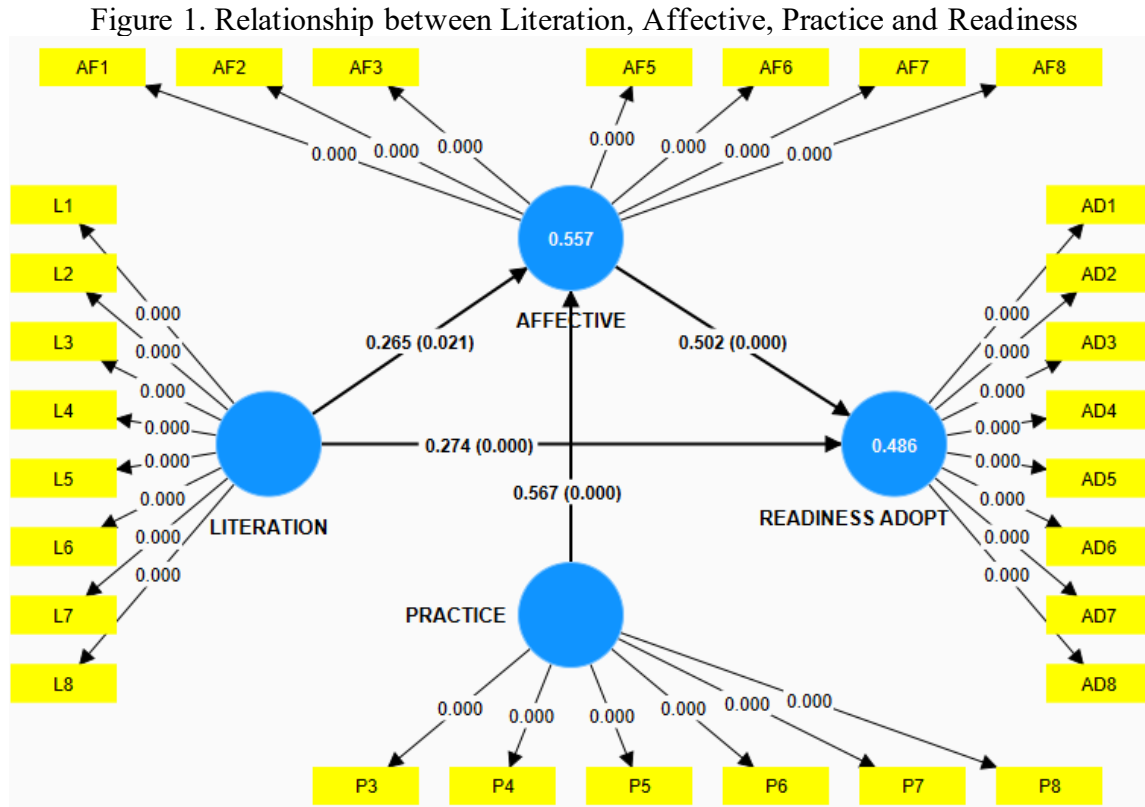 Figure 1. Relationship between Literation, Affective, Practice and Readiness
AF1 AF2 AF3 AF5 AF6 AF7 AF8
0.000 0.000 0.000 0.000 0.000 0.000 0.000
L1
L2
L3
L4
L5
L6
L7
L8
0.000
0.000
0.000
0.000
0.000
0.000
0.000
0.000
LITERATION
0.557
AFFECTIVE
0.265 (0.021)
0.502 (0.000)
0.274 (0.000)
0.567 (0.000)
0.486
READINESS ADOPT
AD1
AD2
AD3
AD4
AD5
AD6
AD7
AD8
0.000
0.000
0.000
0.000
0.000
0.000
0.000
0.000
PRACTICE
0.000 0.000 0.000 0.000 0.000 0.000
P3 P4 P5 P6 P7 P8